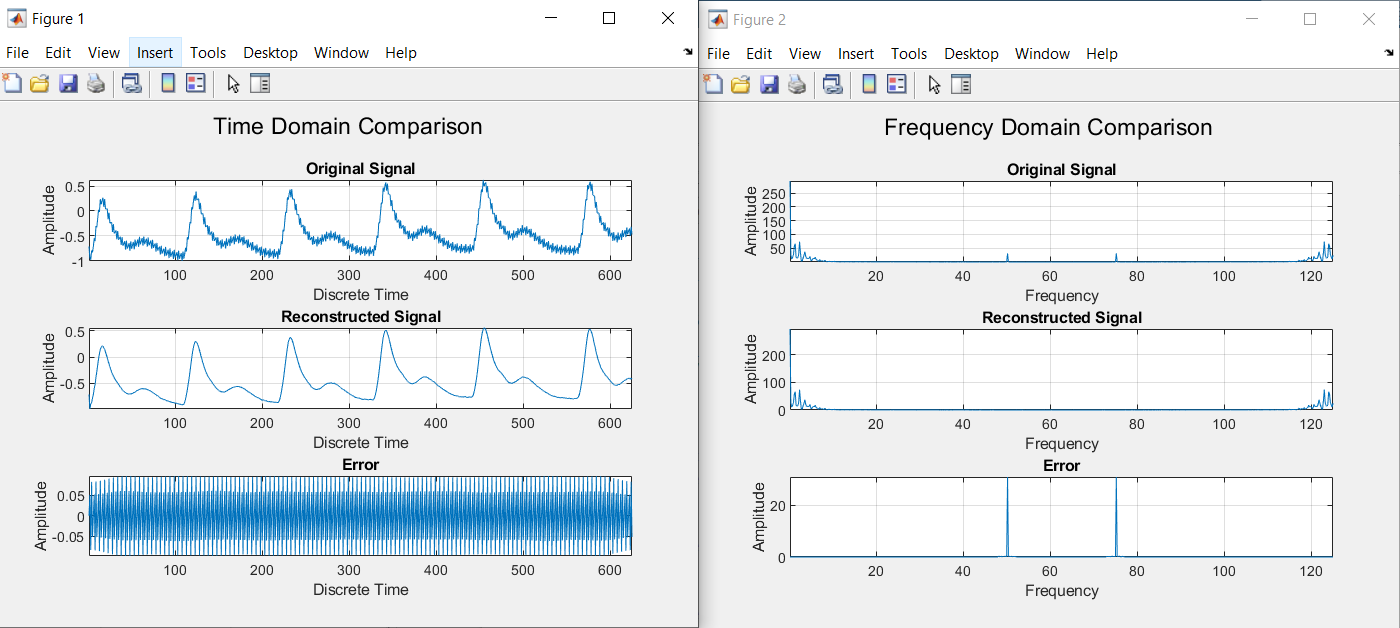 Figure 1
File Edit View Insert Tools Desktop Window Help
Time Domain Comparison
Original Signal
Amplitude
0.5
0
-0.5
-1
100 200 300 400 500 600
Discrete Time
Reconstructed Signal
Amplitude
0.5
0
-0.5
100 200 300 400 500 600
Discrete Time
Error
Amplitude
0.05
0
-0.05
100 200 300 400 500 600
Discrete Time
Figure 2
File Edit View Insert Tools Desktop Window Help
Frequency Domain Comparison
Original Signal
Amplitude
250
200
150
100
50
20 40 60 80 100 120
Frequency
Reconstructed Signal
Amplitude
200
100
0
20 40 60 80 100 120
Frequency
Error
Amplitude
20
0
20 40 60 80 100 120
Frequency